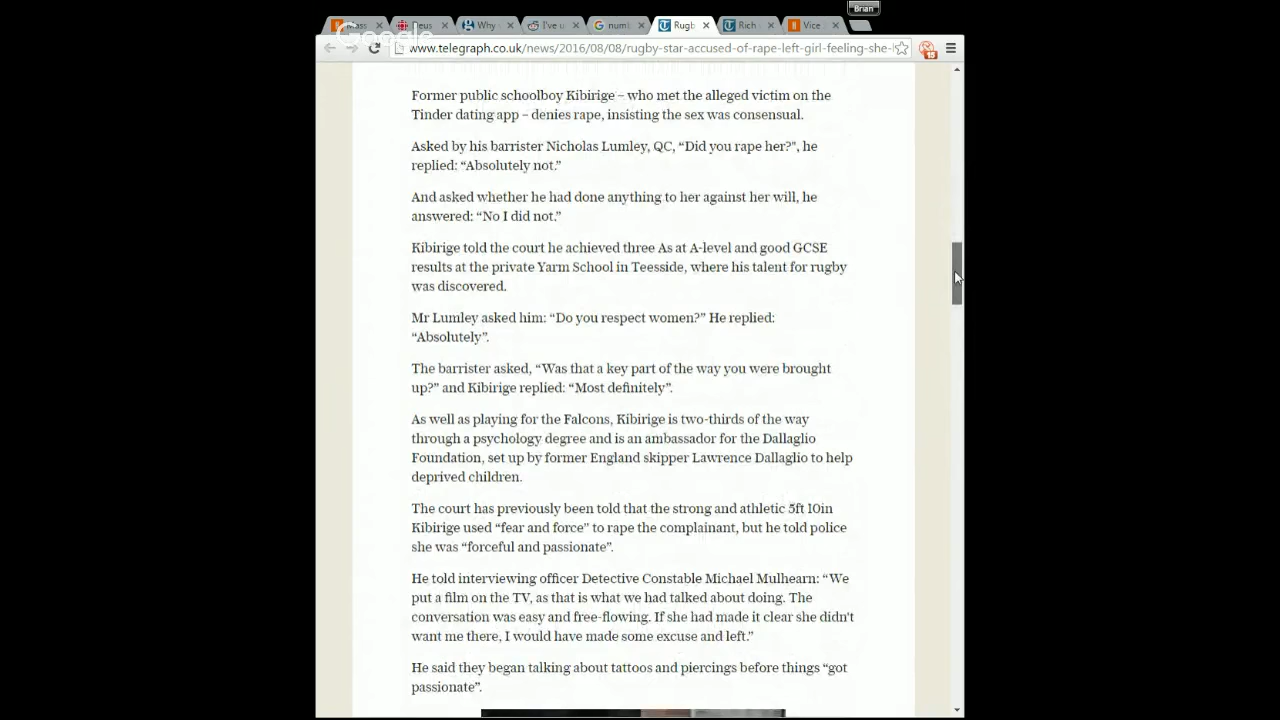 Brian
Mass
Deus
Why
I've u
num
Rugb
Rich
Vice
Google
www.telegraph.co.uk/news/2016/08/08/rugby-star-accused-of-rape-left-girl-feeling-she-
15
Former public schoolboy Kibirige – who met the alleged victim on the
Tinder dating app – denies rape, insisting the sex was consensual.
Asked by his barrister Nicholas Lumley, QC, “Did you rape her?", he
replied: “Absolutely not.”
And asked whether he had done anything to her against her will, he
answered: “No I did not.”
Kibirige told the court he achieved three As at A-level and good GCSE
results at the private Yarm School in Teesside, where his talent for rugby
was discovered.
Mr Lumley asked him: “Do you respect women?” He replied:
“Absolutely”.
The barrister asked, “Was that a key part of the way you were brought
up?” and Kibirige replied: “Most definitely”.
As well as playing for the Falcons, Kibirige is two-thirds of the way
through a psychology degree and is an ambassador for the Dallaglio
Foundation, set up by former England skipper Lawrence Dallaglio to help
deprived children.
The court has previously been told that the strong and athletic 5ft 10in
Kibirige used “fear and force” to rape the complainant, but he told police
she was “forceful and passionate”.
He told interviewing officer Detective Constable Michael Mulhearn: “We
put a film on the TV, as that is what we had talked about doing. The
conversation was easy and free-flowing. If she had made it clear she didn't
want me there, I would have made some excuse and left.”
He said they began talking about tattoos and piercings before things “got
passionate”.